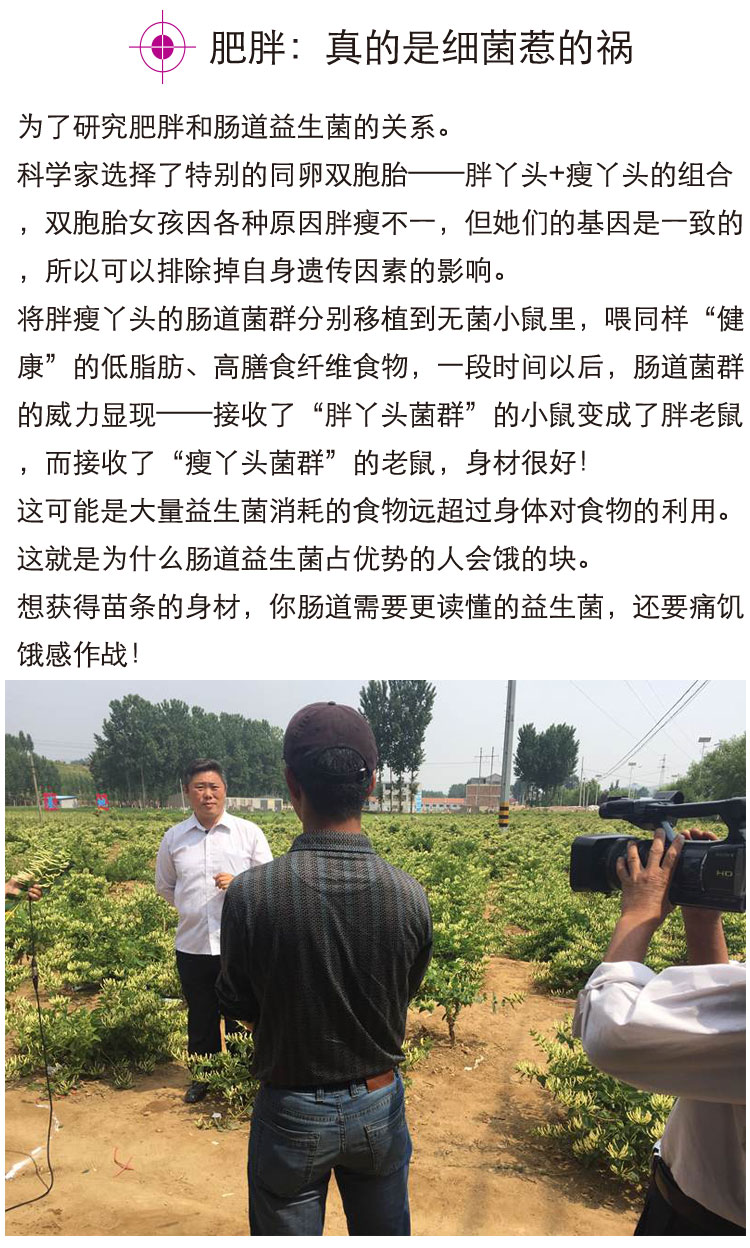 肥胖：真的是细菌惹的祸
为了研究肥胖和肠道益生菌的关系。
科学家选择了特别的同卵双胞胎——胖丫头+瘦丫头的组合
，双胞胎女孩因各种原因胖瘦不一，但她们的基因是一致的
，所以可以排除掉自身遗传因素的影响。
将胖瘦丫头的肠道菌群分别移植到无菌小鼠里，喂同样“健
康”的低脂肪、高膳食纤维食物，一段时间以后，肠道菌群
的威力显现——接收了“胖丫头菌群”的小鼠变成了胖老鼠
，而接收了“瘦丫头菌群”的老鼠，身材很好！
这可能是大量益生菌消耗的食物远超过身体对食物的利用。
这就是为什么肠道益生菌占优势的人会饿的块。
想获得苗条的身材，你肠道需要更读懂的益生菌，还要痛饥
饿感作战！
HD